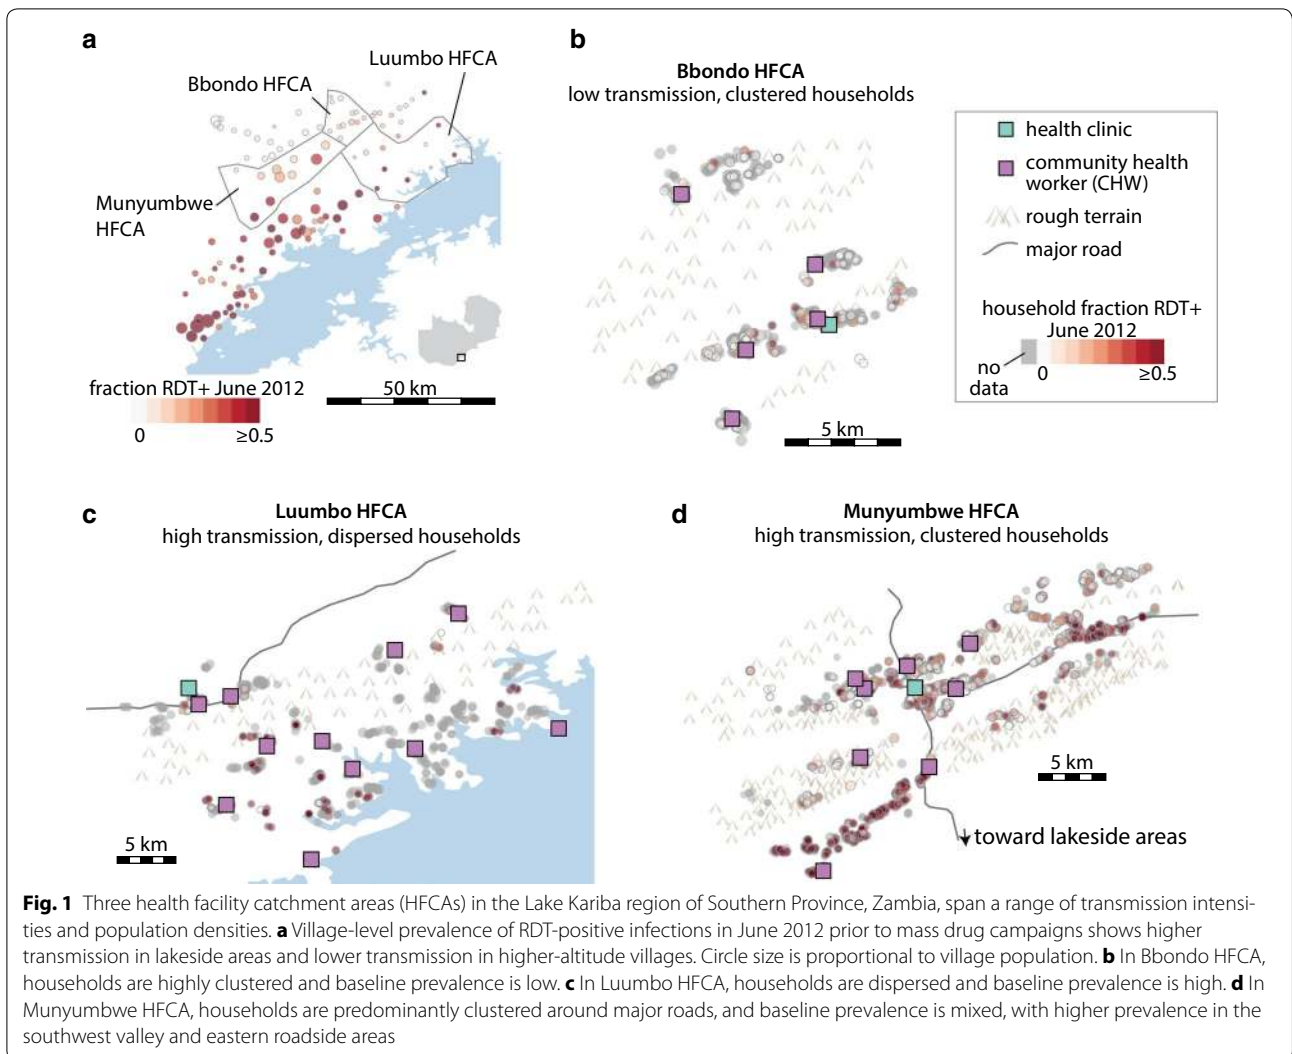 a
Luumbo HFCA
Bbondo HFCA
Munyumbwe
HFCA
fraction RDT+ June 2012
0
≥0.5
50 km
b
Bbondo HFCA
low transmission, clustered households
5 km
health clinic
community health
worker (CHW)
rough terrain
major road
household fraction RDT+
June 2012
no
data
0
≥0.5
c
Luumbo HFCA
high transmission, dispersed households
5 km
d
Munyumbwe HFCA
high transmission, clustered households
5 km
toward lakeside areas
Fig. 1 Three health facility catchment areas (HFCAs) in the Lake Kariba region of Southern Province, Zambia, span a range of transmission intensi-
ties and population densities. a Village-level prevalence of RDT-positive infections in June 2012 prior to mass drug campaigns shows higher
transmission in lakeside areas and lower transmission in higher-altitude villages. Circle size is proportional to village population. b In Bbondo HFCA,
households are highly clustered and baseline prevalence is low. c In Luumbo HFCA, households are dispersed and baseline prevalence is high. d In
Munyumbwe HFCA, households are predominantly clustered around major roads, and baseline prevalence is mixed, with higher prevalence in the
southwest valley and eastern roadside areas